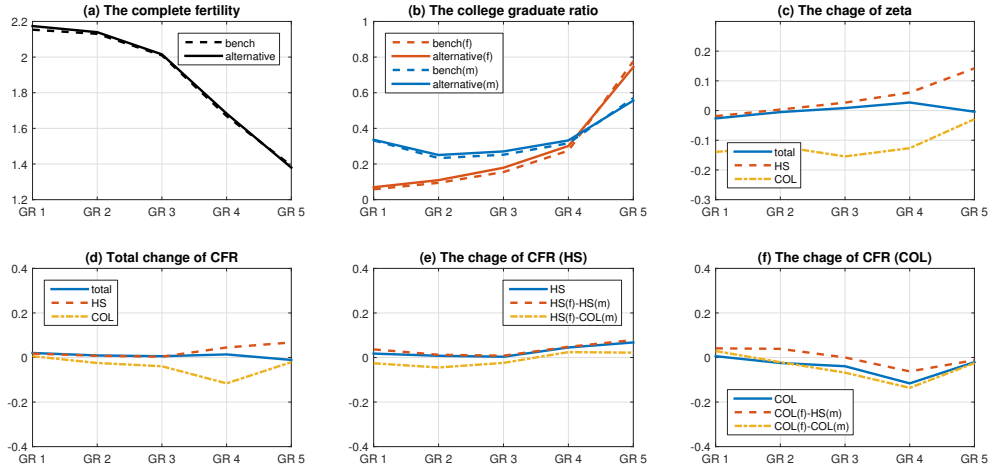 (a) The complete fertility
2.2
2
1.8
1.6
1.4
1.2
bench
alternative
GR 1 GR 2 GR 3 GR 4 GR 5
(b) The college graduate ratio
1
0.8
0.6
0.4
0.2
0
bench(f)
alternative(f)
bench(m)
alternative(m)
GR 1 GR 2 GR 3 GR 4 GR 5
(c) The chage of zeta
0.2
0.1
0
-0.1
-0.2
-0.3
total
HS
COL
GR 1 GR 2 GR 3 GR 4 GR 5
(d) Total change of CFR
0.4
0.2
0
-0.2
-0.4
total
HS
COL
GR 1 GR 2 GR 3 GR 4 GR 5
(e) The chage of CFR (HS)
0.4
0.2
0
-0.2
-0.4
HS
HS(f)-HS(m)
HS(f)-COL(m)
GR 1 GR 2 GR 3 GR 4 GR 5
(f) The chage of CFR (COL)
0.4
0.2
0
-0.2
-0.4
COL
COL(f)-HS(m)
COL(f)-COL(m)
GR 1 GR 2 GR 3 GR 4 GR 5